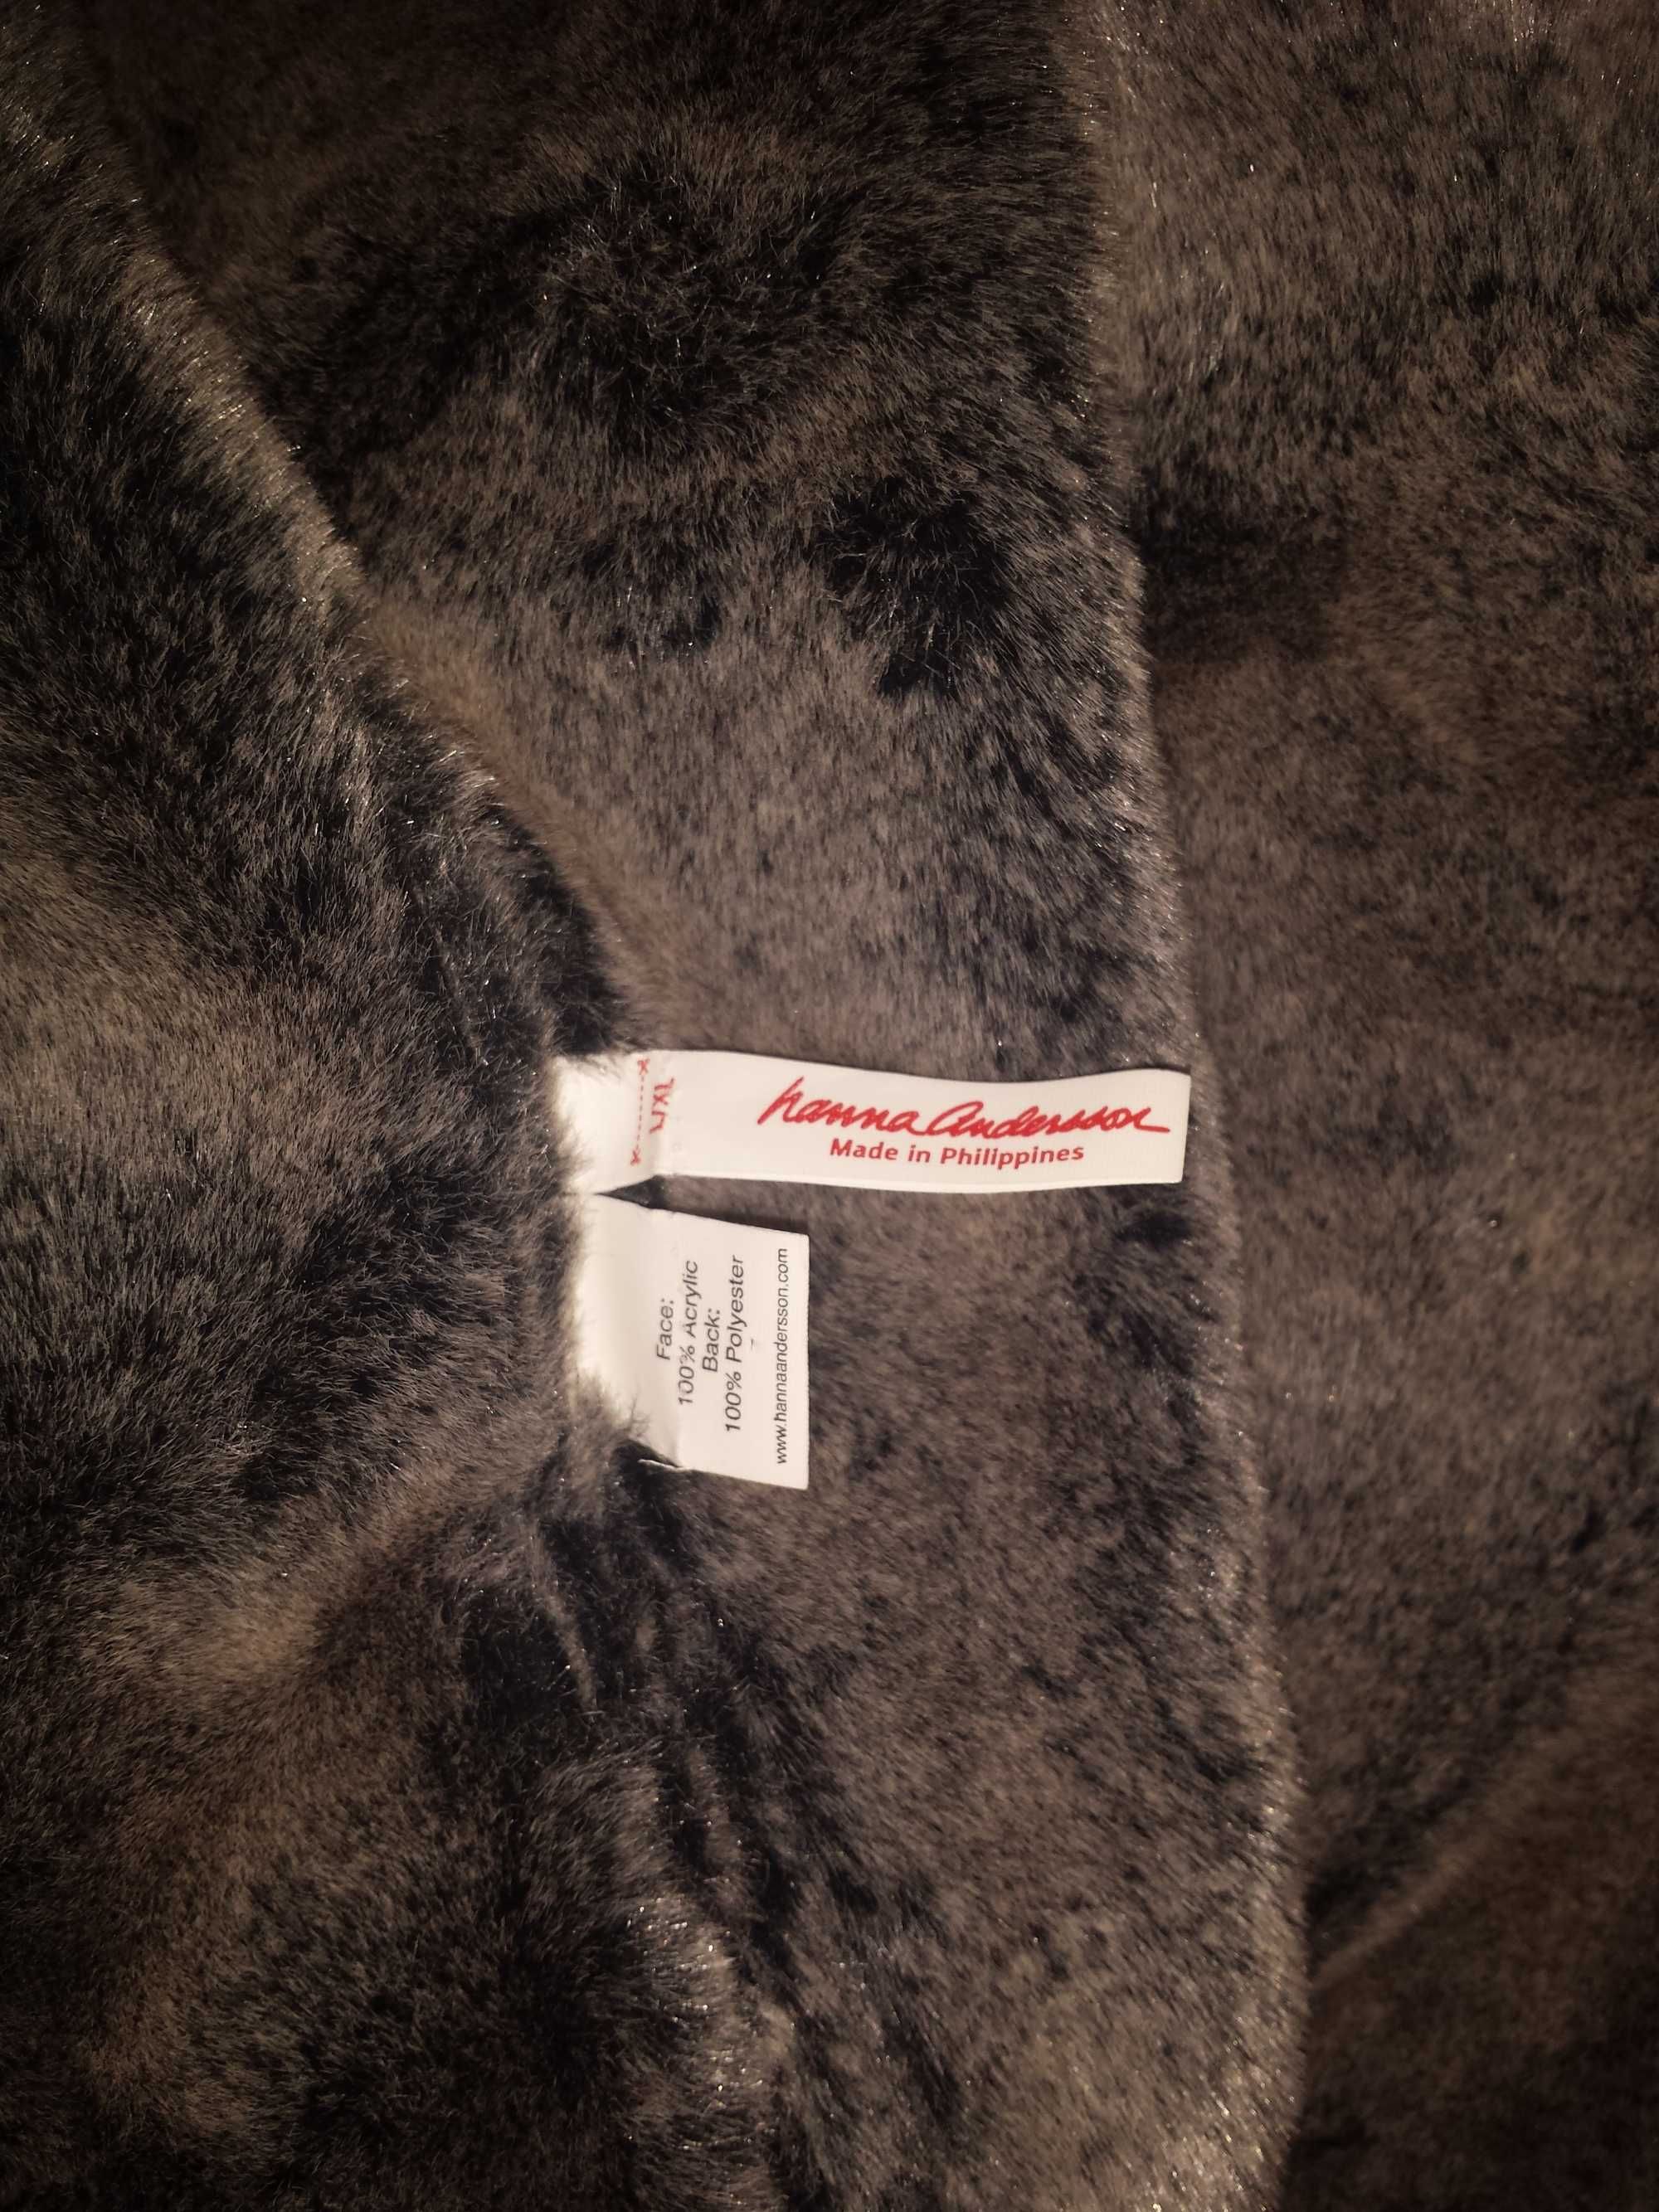 L/XL
hanna Andersson
Made in Philippines
Face:
100% Acrylic
Back:
100% Polyester
www.hannaandersson.com